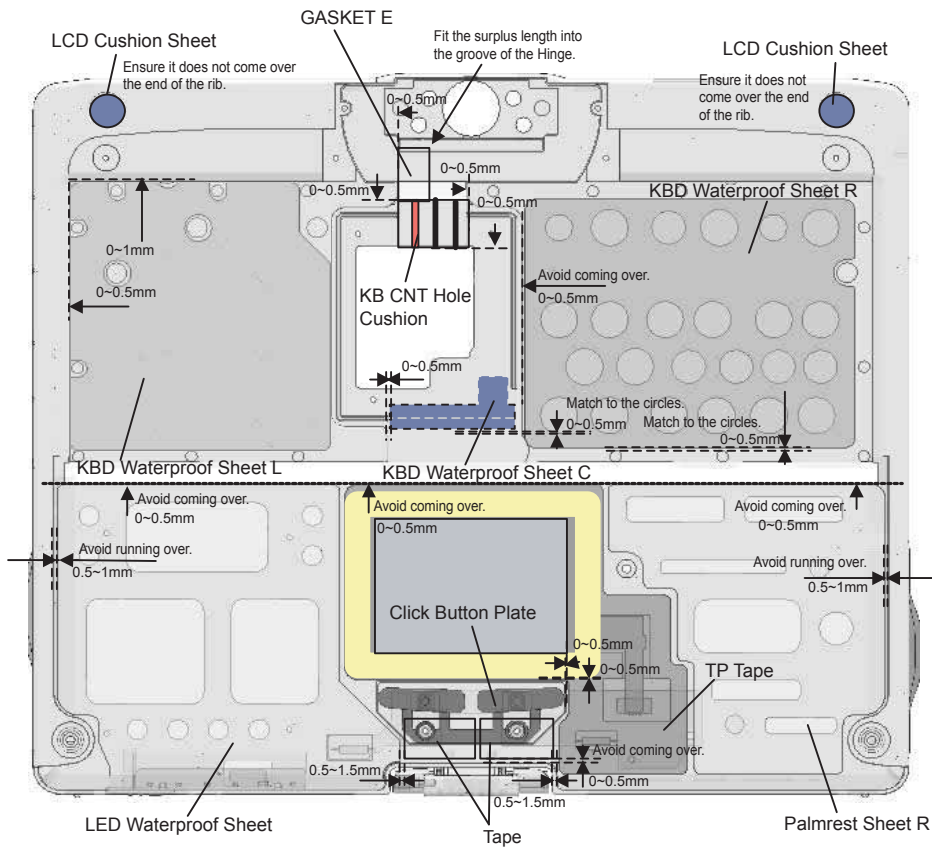 GASKET E
LCD Cushion Sheet
Ensure it does not come over
the end of the rib.
Fit the surplus length into
the groove of the Hinge.
LCD Cushion Sheet
Ensure it does not
come over the end
of the rib.
0~0.5mm
0~0.5mm
0~0.5mm
0~0.5mm
KBD Waterproof Sheet R
0~1mm
0~0.5mm
KB CNT Hole
Cushion
Avoid coming over.
0~0.5mm
0~0.5mm
Match to the circles.
0~0.5mm
Match to the circles.
0~0.5mm
KBD Waterproof Sheet L
KBD Waterproof Sheet C
Avoid coming over.
0~0.5mm
Avoid coming over.
0~0.5mm
Avoid coming over.
0~0.5mm
Avoid running over.
0.5~1mm
Avoid running over.
0.5~1mm
Click Button Plate
0~0.5mm
0~0.5mm
TP Tape
Avoid coming over.
0~0.5mm
0.5~1.5mm
0.5~1.5mm
LED Waterproof Sheet
Tape
Palmrest Sheet R